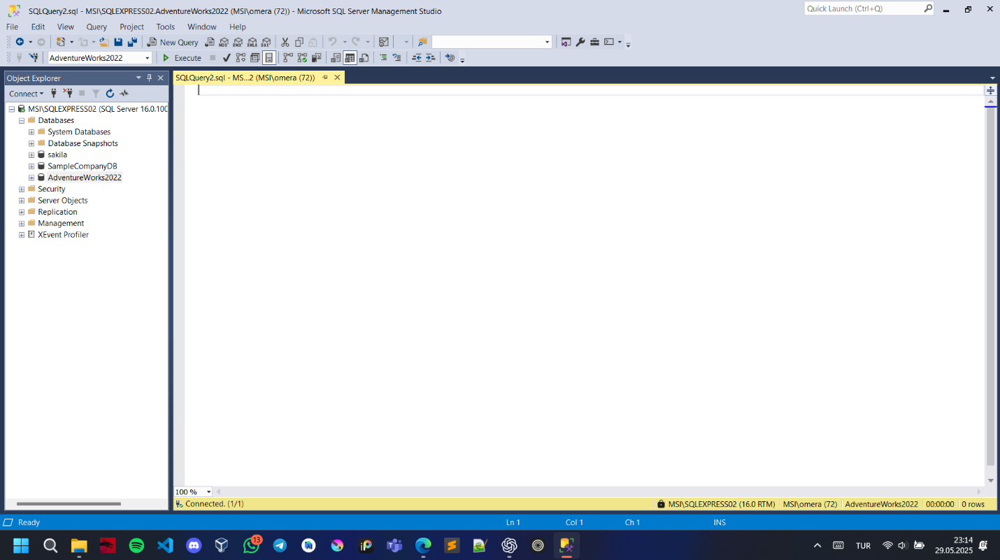 SQLQuery2.sql - MSI\SQLEXPRESS02.AdventureWorks2022 (MSI\omera (72)) - Microsoft SQL Server Management Studio
Quick Launch (Ctrl+Q)
File Edit View Query Project Tools Window Help
New Query
MDX DMX XMLA DAX
AdventureWorks2022
Execute
Object Explorer
SQLQuery2.sql - MS...2 (MSI\omera (72))
Connect
MSI\SQLEXPRESS02 (SQL Server 16.0.100
Databases
System Databases
Database Snapshots
sakila
SampleCompanyDB
AdventureWorks2022
Security
Server Objects
Replication
Management
XEvent Profiler
100 %
Connected. (1/1)
MSI\SQLEXPRESS02 (16.0 RTM) MSI\omera (72) AdventureWorks2022 00:00:00 0 rows
Ready
Ln 1 Col 1 Ch 1 INS
13
TUR
23:14
29.05.2025